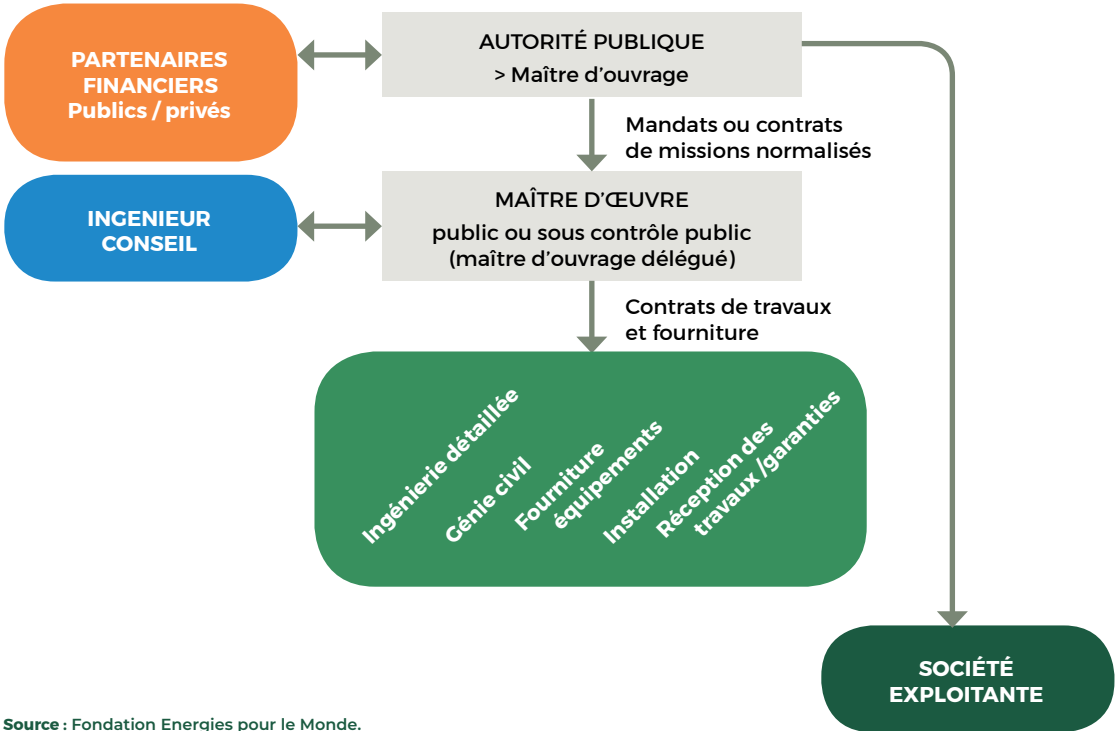 PARTENAIRES
FINANCIERS
Publics / privés
AUTORITÉ PUBLIQUE
> Maître d’ouvrage
Mandats ou contrats
de missions normalisés
INGENIEUR
CONSEIL
MAÎTRE D’ŒUVRE
public ou sous contrôle public
(maître d’ouvrage délégué)
Contrats de travaux
et fourniture
Ingénierie détaillée
Génie civil
Fourniture
équipements
Installation
Réception des
travaux /garanties
SOCIÉTÉ
EXPLOITANTE
Source : Fondation Energies pour le Monde.